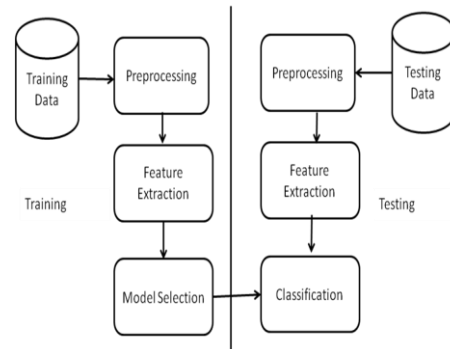 Training
Data
Preprocessing
Feature
Extraction
Training
Model Selection
Preprocessing
Testing
Data
Feature
Extraction
Testing
Classification